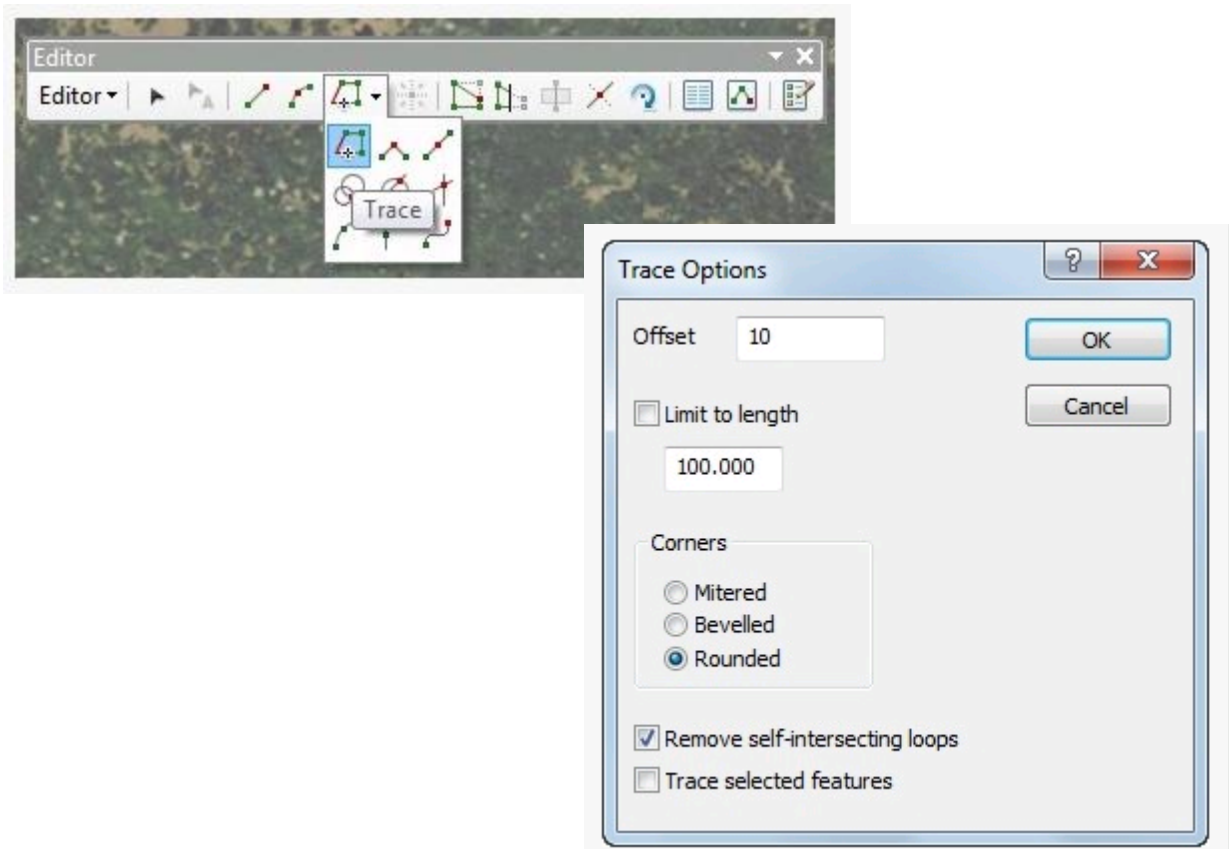 Editor
Editor
Trace
Trace Options
Offset 10 OK
Limit to length Cancel
100.000
Corners
Mitered
Bevelled
Rounded
Remove self-intersecting loops
Trace selected features